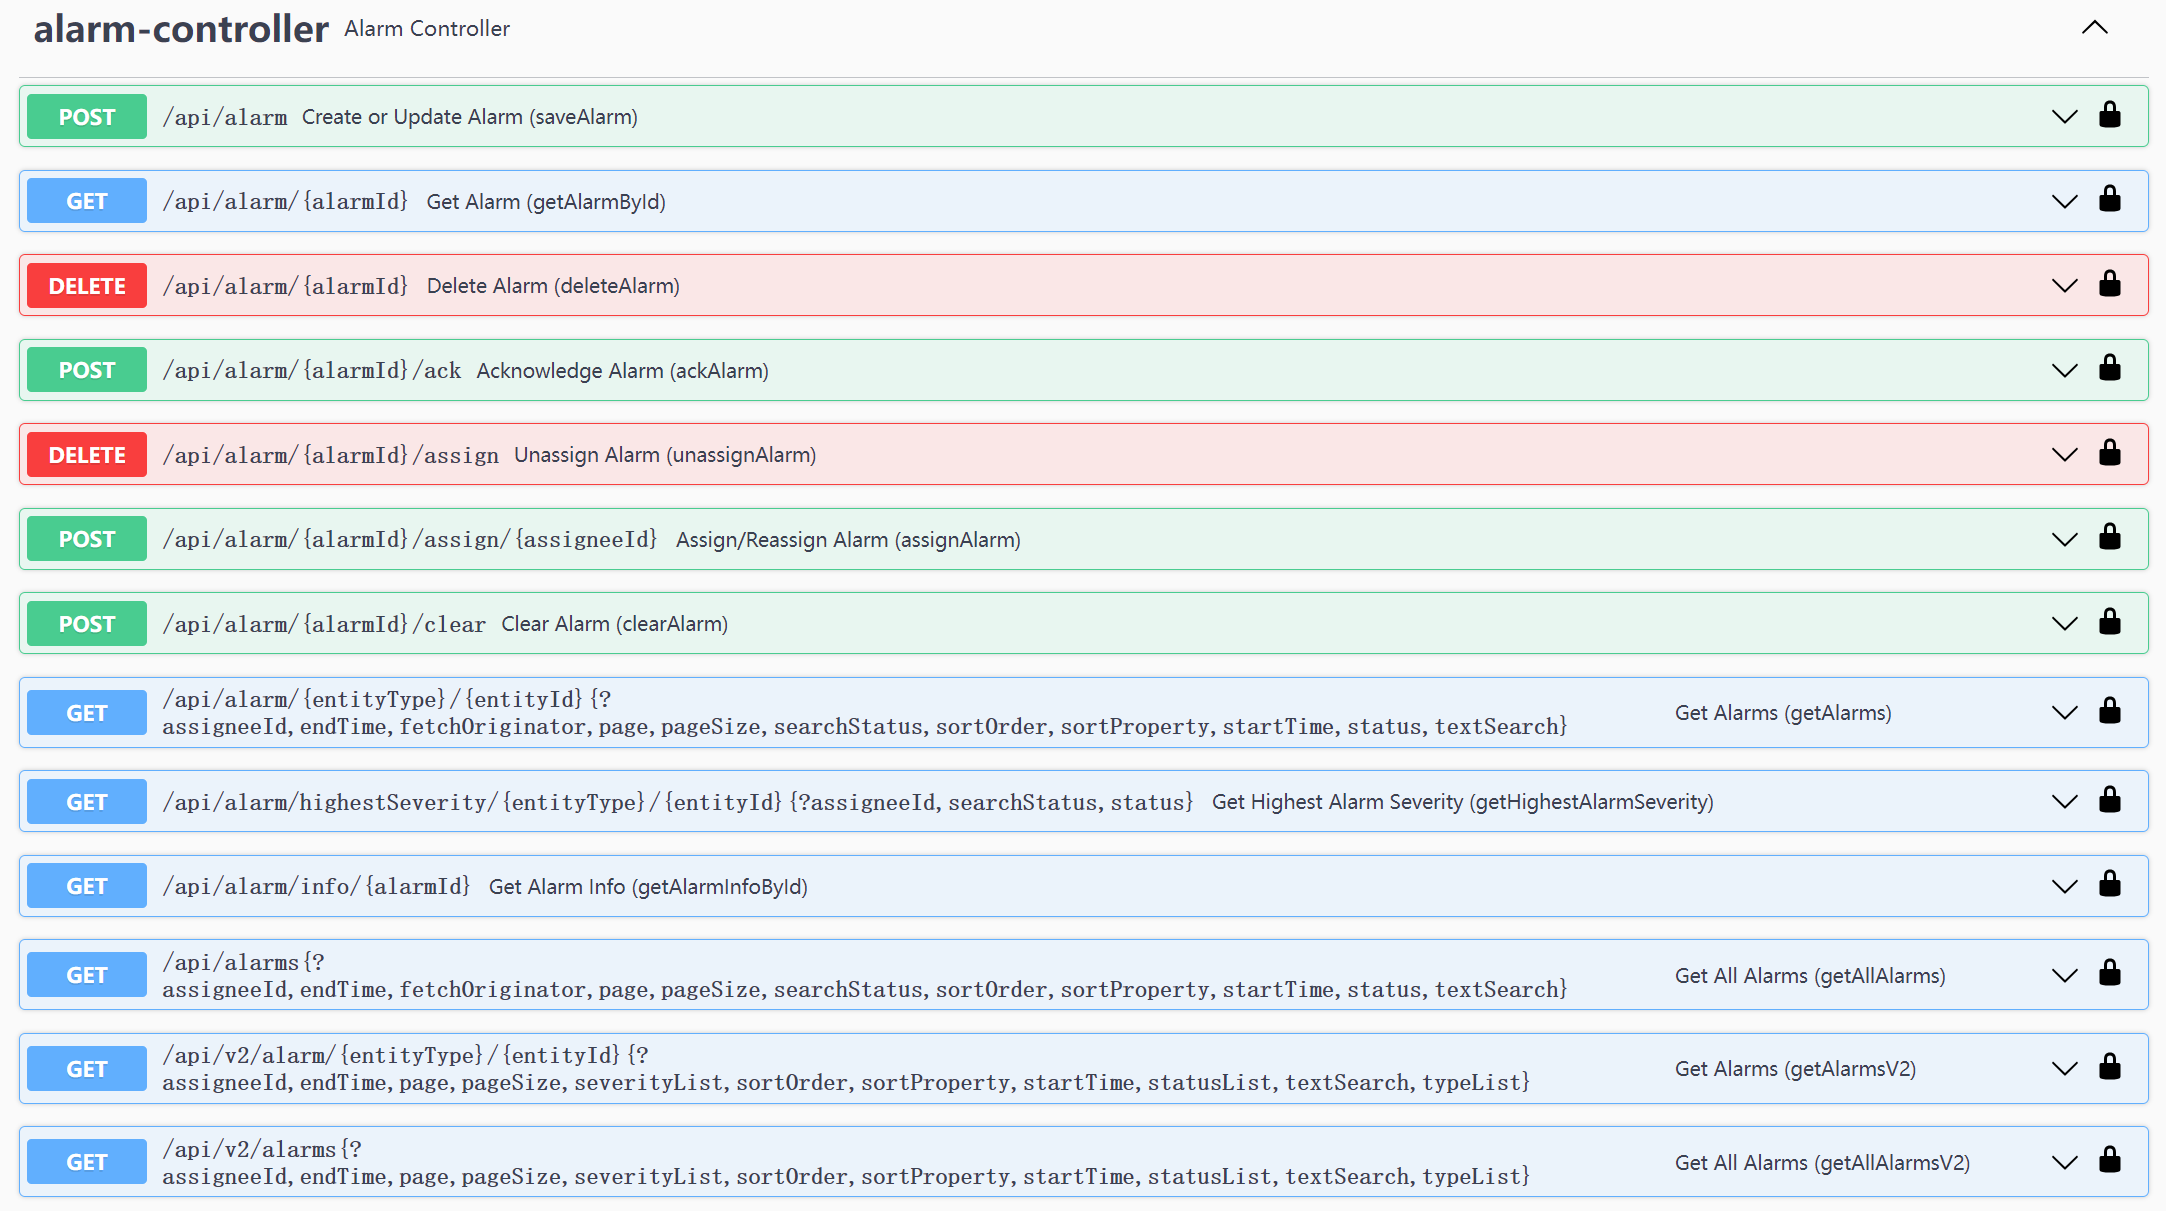 alarm-controller Alarm Controller
POST /api/alarm Create or Update Alarm (saveAlarm)
GET /api/alarm/{alarmId} Get Alarm (getAlarmById)
DELETE /api/alarm/{alarmId} Delete Alarm (deleteAlarm)
POST /api/alarm/{alarmId}/ack Acknowledge Alarm (ackAlarm)
DELETE /api/alarm/{alarmId}/assign Unassign Alarm (unassignAlarm)
POST /api/alarm/{alarmId}/assign/{assigneeId} Assign/Reassign Alarm (assignAlarm)
POST /api/alarm/{alarmId}/clear Clear Alarm (clearAlarm)
GET /api/alarm/{entityType}/{entityId}{?
assigneeId,endTime,fetchOriginator,page,pageSize,searchStatus,sortOrder,sortProperty,startTime,status,textSearch} Get Alarms (getAlarms)
GET /api/alarm/highestSeverity/{entityType}/{entityId}{?assigneeId,searchStatus,status} Get Highest Alarm Severity (getHighestAlarmSeverity)
GET /api/alarm/info/{alarmId} Get Alarm Info (getAlarmInfoById)
GET /api/alarms{?
assigneeId,endTime,fetchOriginator,page,pageSize,searchStatus,sortOrder,sortProperty,startTime,status,textSearch} Get All Alarms (getAllAlarms)
GET /api/v2/alarm/{entityType}/{entityId}{?
assigneeId,endTime,page,pageSize,severityList,sortOrder,sortProperty,startTime,statusList,textSearch,typeList} Get Alarms (getAlarmsV2)
GET /api/v2/alarms{?
assigneeId,endTime,page,pageSize,severityList,sortOrder,sortProperty,startTime,statusList,textSearch,typeList} Get All Alarms (getAllAlarmsV2)